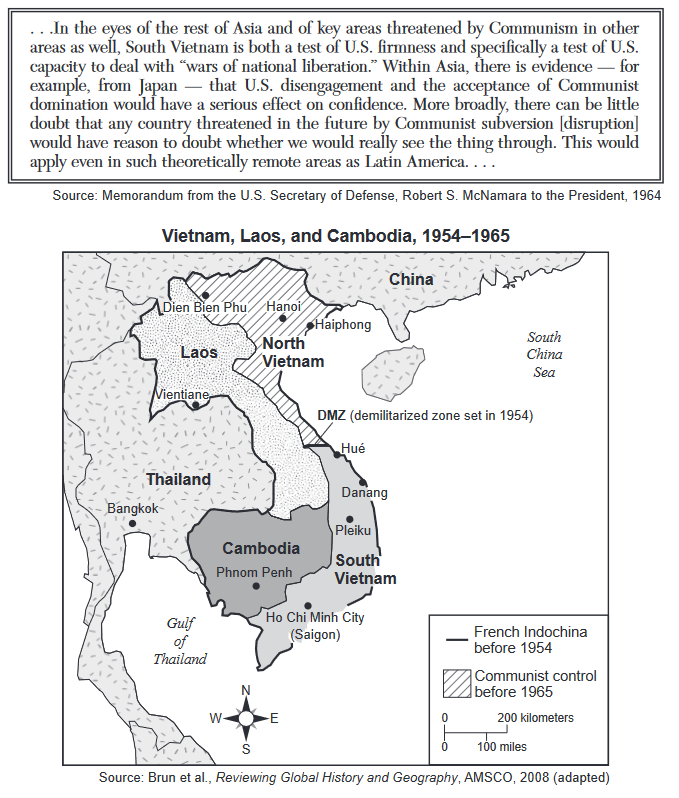 . . .In the eyes of the rest of Asia and of key areas threatened by Communism in other
areas as well, South Vietnam is both a test of U.S. firmness and specifically a test of U.S.
capacity to deal with “wars of national liberation.” Within Asia, there is evidence — for
example, from Japan — that U.S. disengagement and the acceptance of Communist
domination would have a serious effect on confidence. More broadly, there can be little
doubt that any country threatened in the future by Communist subversion [disruption]
would have reason to doubt whether we would really see the thing through. This would
apply even in such theoretically remote areas as Latin America. . . .
Source: Memorandum from the U.S. Secretary of Defense, Robert S. McNamara to the President, 1964
Vietnam, Laos, and Cambodia, 1954–1965
China
Dien Bien Phu
Hanoi
Haiphong
North
Vietnam
Laos
South
China
Sea
Vientiane
DMZ (demilitarized zone set in 1954)
Hué
Thailand
Danang
Bangkok
Pleiku
Cambodia
South
Vietnam
Phnom Penh
Ho Chi Minh City
(Saigon)
Gulf
of
Thailand
French Indochina
before 1954
Communist control
before 1965
N
W
E
S
0
200 kilometers
0
100 miles
Source: Brun et al., Reviewing Global History and Geography, AMSCO, 2008 (adapted)